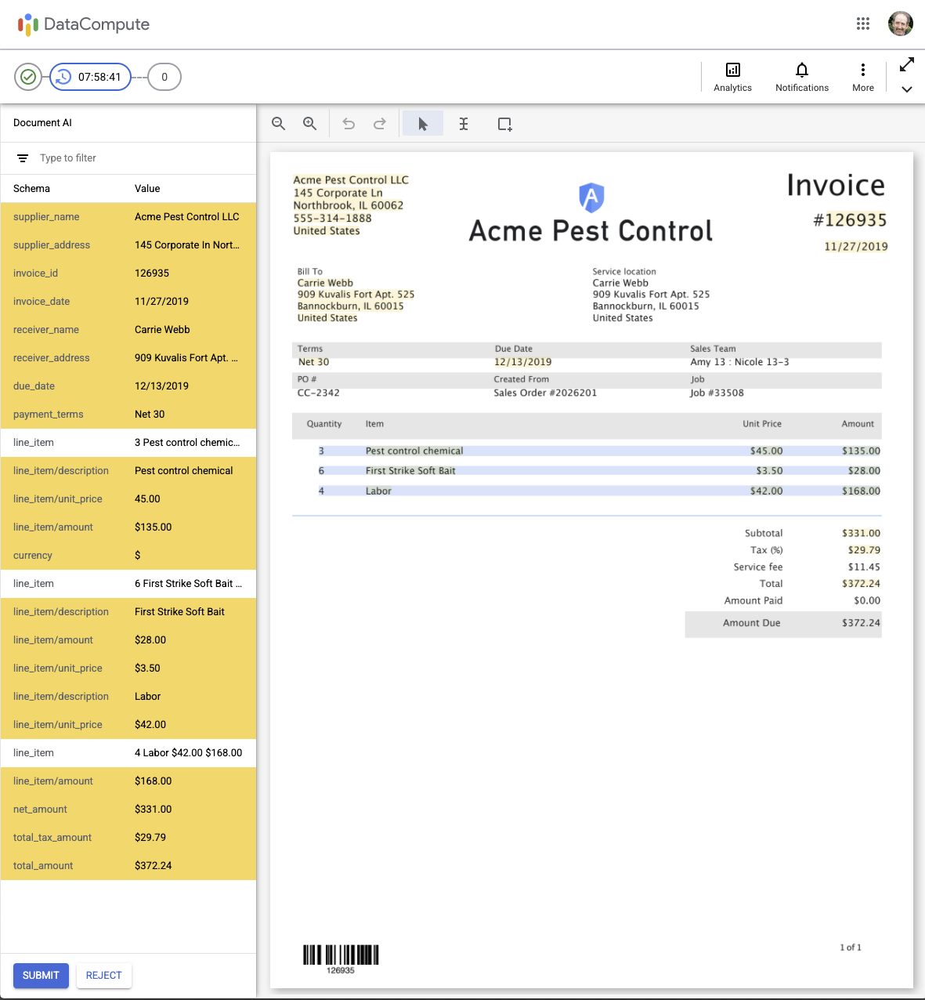 DataCompute
07:58:41
0
Analytics
Notifications
More
Document AI
Type to filter
Schema Value
supplier_name Acme Pest Control LLC
supplier_address 145 Corporate ln Nort...
invoice_id 126935
invoice_date 11/27/2019
receiver_name Carrie Webb
receiver_address 909 Kuvalis Fort Apt. ...
due_date 12/13/2019
payment_terms Net 30
line_item 3 Pest control chemic...
line_item/description Pest control chemical
line_item/unit_price 45.00
line_item/amount $135.00
currency $
line_item 6 First Strike Soft Bait ...
line_item/description First Strike Soft Bait
line_item/amount $28.00
line_item/unit_price $3.50
line_item/description Labor
line_item/unit_price $42.00
line_item 4 Labor $42.00 $168.00
line_item/amount $168.00
net_amount $331.00
total_tax_amount $29.79
total_amount $372.24
SUBMIT
REJECT
Acme Pest Control LLC
145 Corporate Ln
Northbrook, IL 60062
555-314-1888
United States
A
Acme Pest Control
Invoice
#126935
11/27/2019
Bill To
Carrie Webb
909 Kuvalis Fort Apt. 525
Bannockburn, IL 60015
United States
Service location
Carrie Webb
909 Kuvalis Fort Apt. 525
Bannockburn, IL 60015
United States
Terms Due Date Sales Team
Net 30 12/13/2019 Amy 13 : Nicole 13-3
PO # Created From Job
CC-2342 Sales Order #2026201 Job #33508
Quantity Item Unit Price Amount
3 Pest control chemical $45.00 $135.00
6 First Strike Soft Bait $3.50 $28.00
4 Labor $42.00 $168.00
Subtotal $331.00
Tax (%) $29.79
Service fee $11.45
Total $372.24
Amount Paid $0.00
Amount Due $372.24
126935
1 of 1